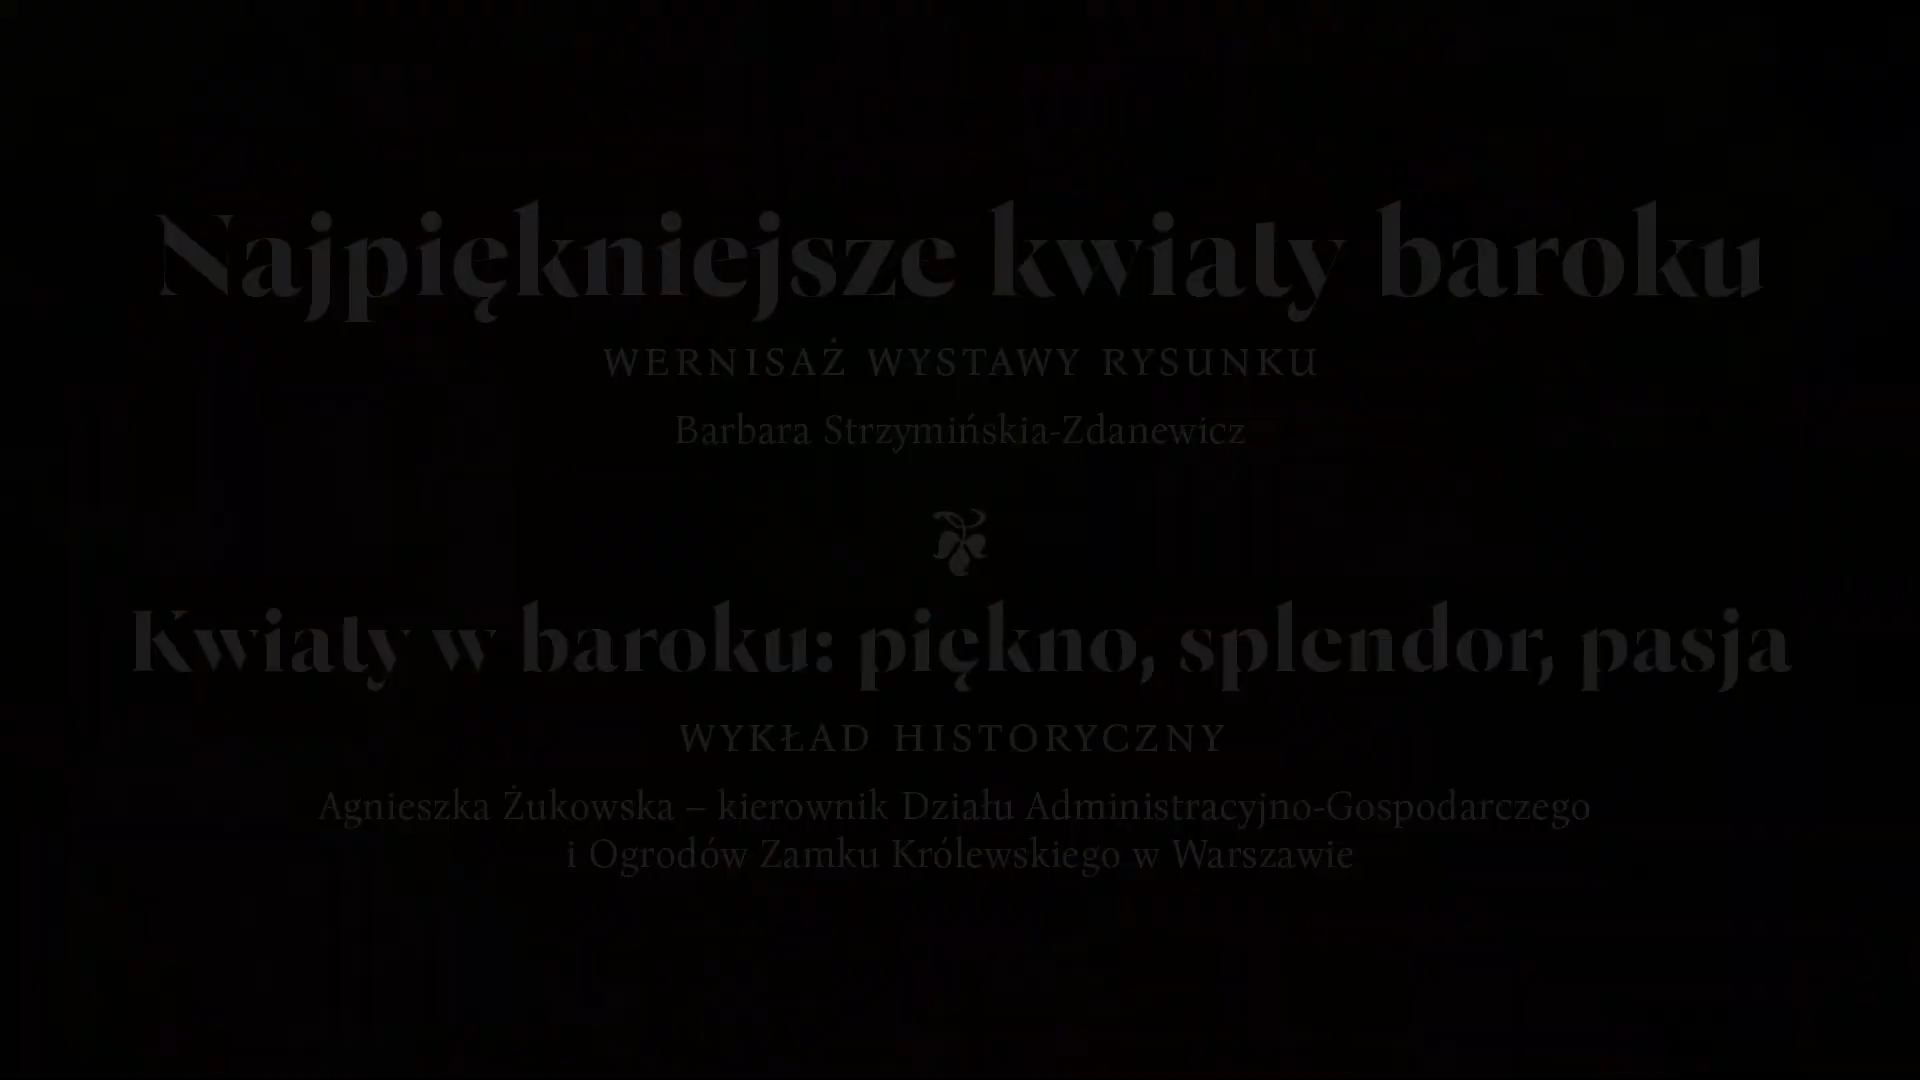 Najpiękniejsze kwiaty baroku
WERNISAŻ WYSTAWY RYSUNKU
Barbara Strzymińskia-Zdanewicz
Kwiaty w baroku: piękno, splendor, pasja
WYKŁAD HISTORYCZNY
Agnieszka Żukowska – kierownik Działu Administracyjno-Gospodarczego
i Ogrodów Zamku Królewskiego w Warszawie